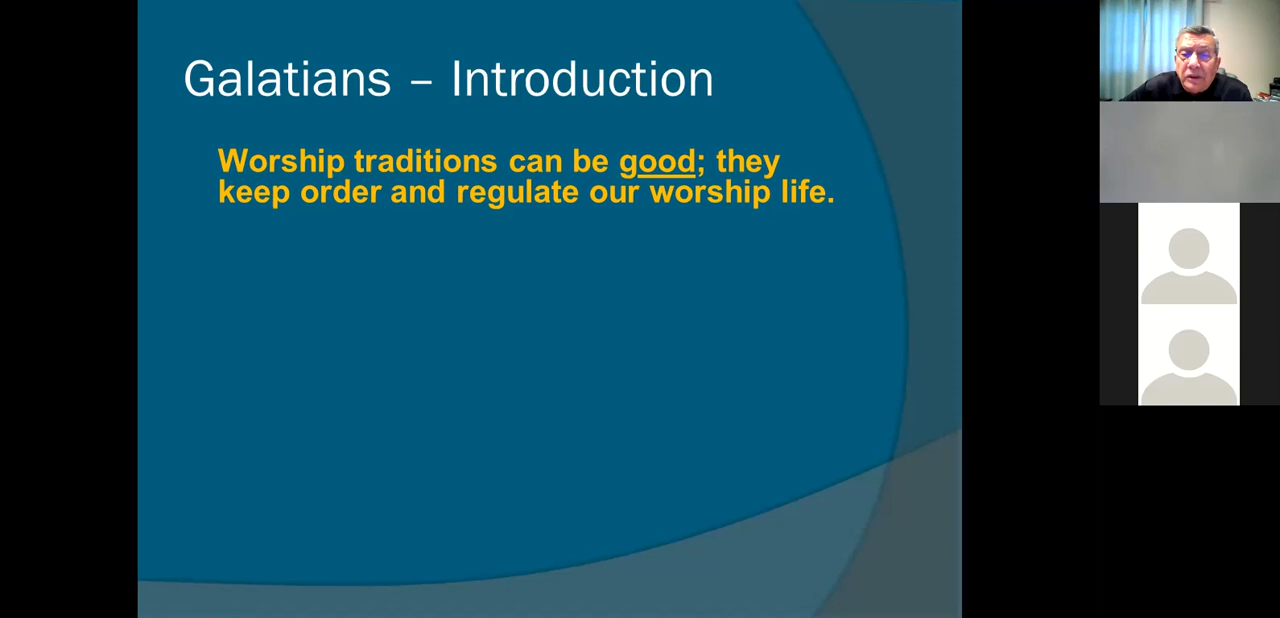 Galatians – Introduction
Worship traditions can be good; they
keep order and regulate our worship life.